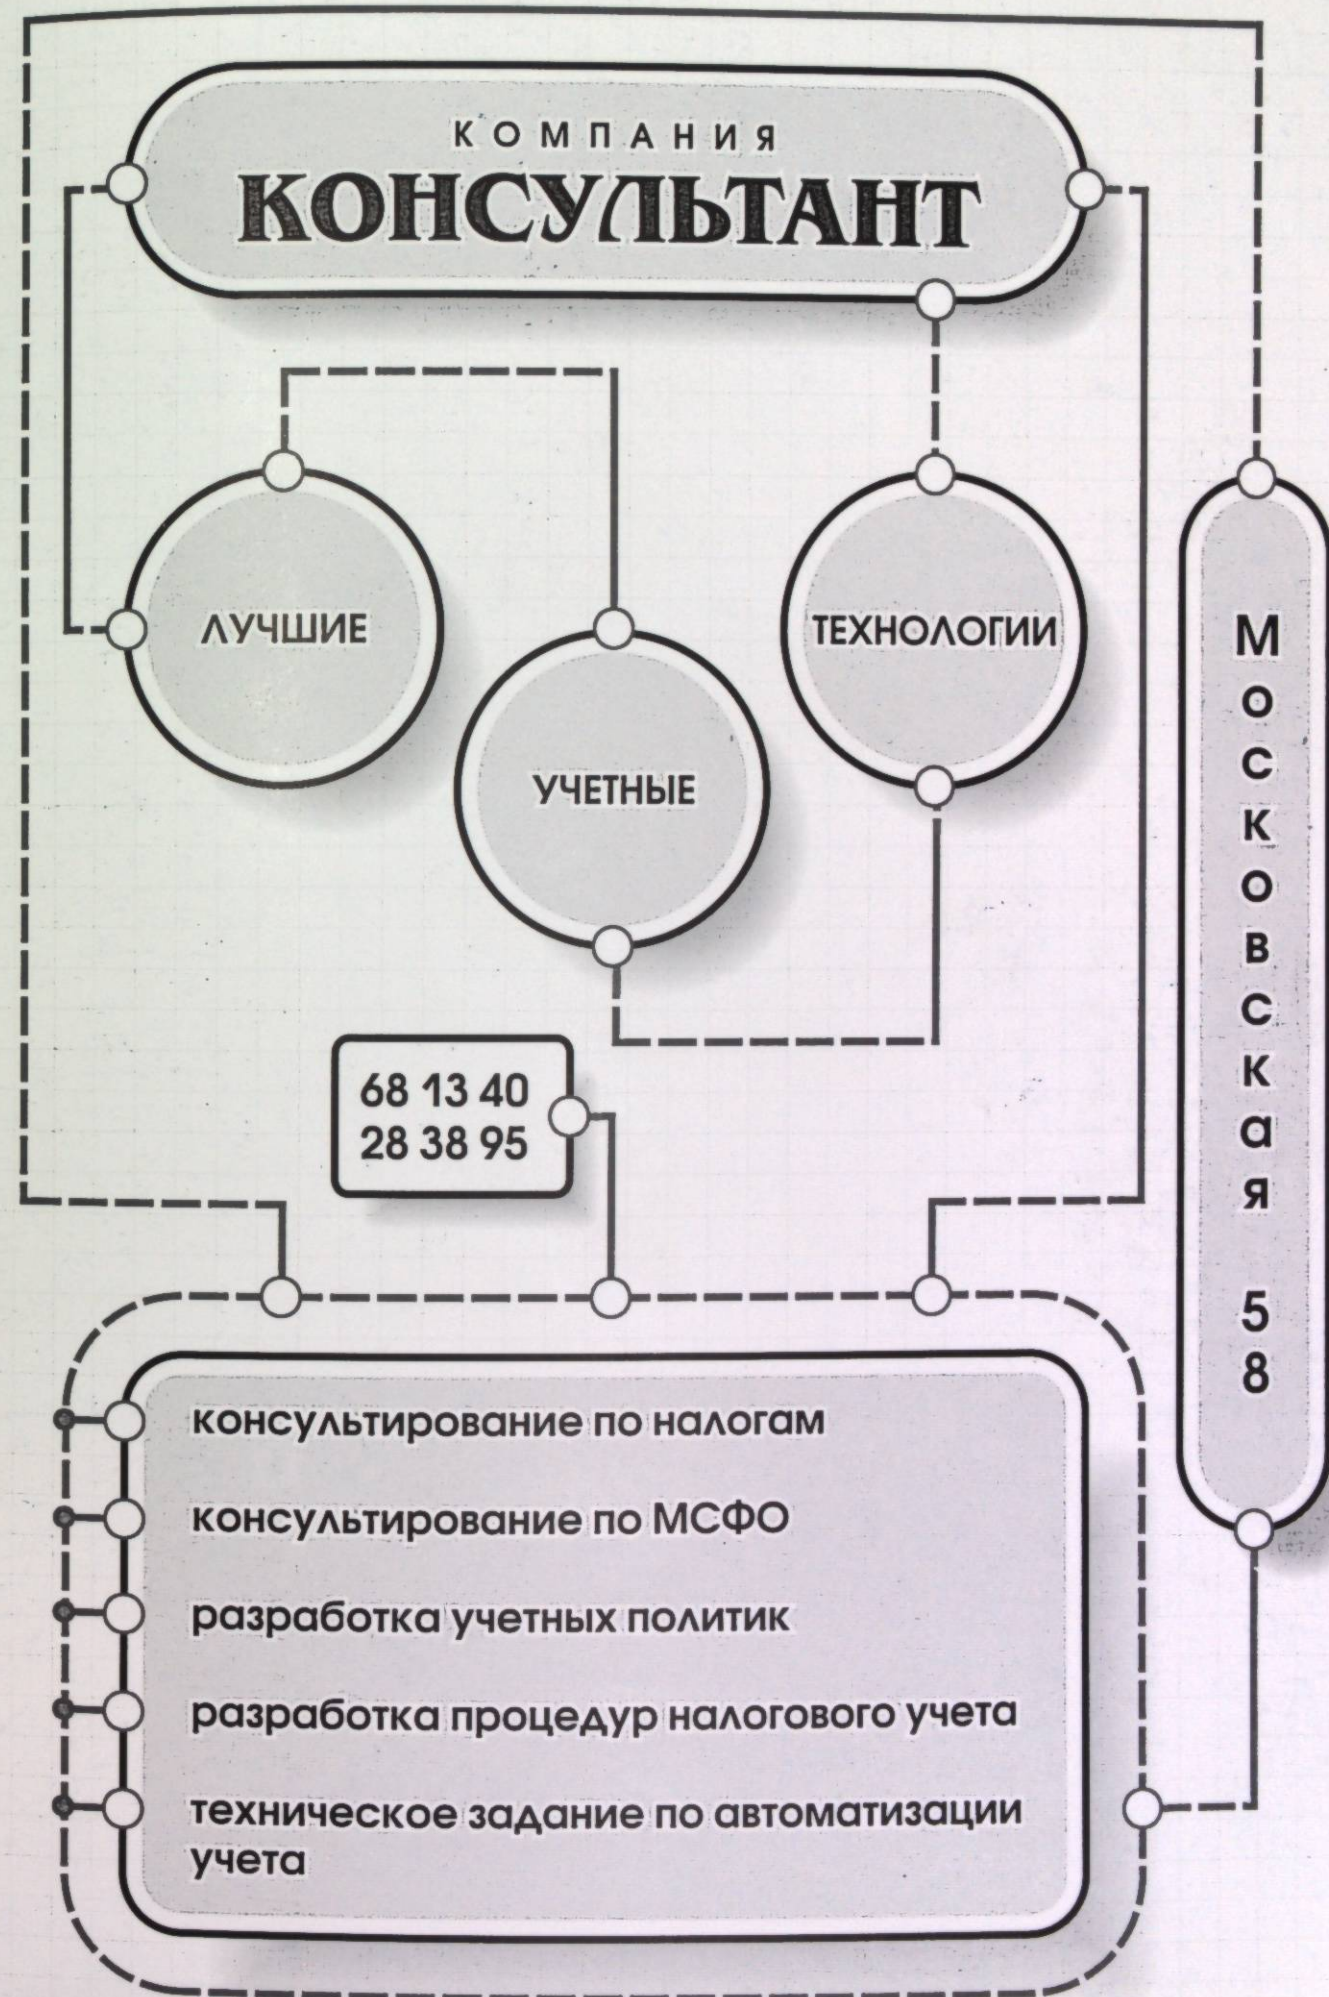 КОМПАНИЯ
КОНСУЛЬТАНТ
ЛУЧШИЕ
УЧЕТНЫЕ
ТЕХНОЛОГИИ
Московская 58
68 13 40
28 38 95
консультирование по налогам
консультирование по МСФО
разработка учетных политик
разработка процедур налогового учета
техническое задание по автоматизации
учета